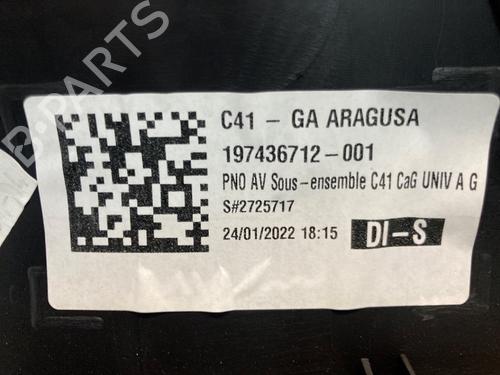 C41 - GA ARAGUSA
197436712-001
PNO AV Sous-ensemble C41 CaG UNIV A G
S#2725717
24/01/2022 18:15 DI-S
B-PARTS